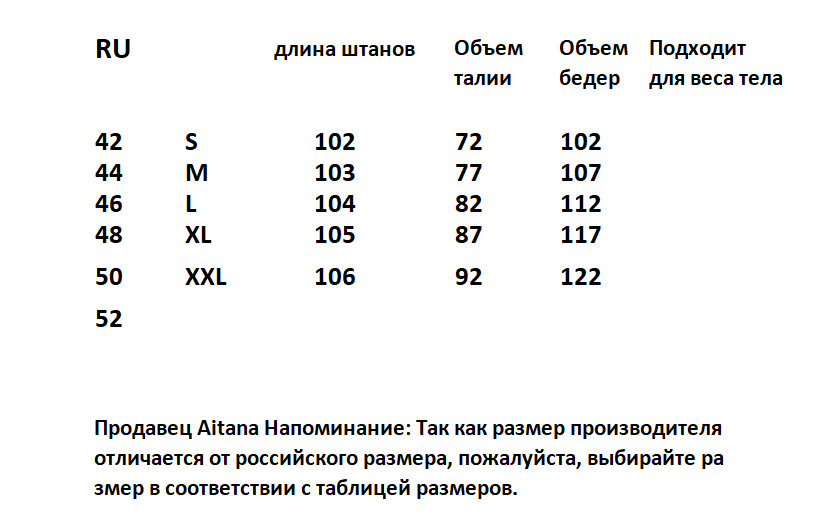 RU длина штанов Объем талии Объем бедер Подходит для веса тела
42 S 102 72 102
44 M 103 77 107
46 L 104 82 112
48 XL 105 87 117
50 XXL 106 92 122
52
Продавец Aitana Напоминание: Так как размер производителя
отличается от российского размера, пожалуйста, выбирайте ра
змер в соответствии с таблицей размеров.